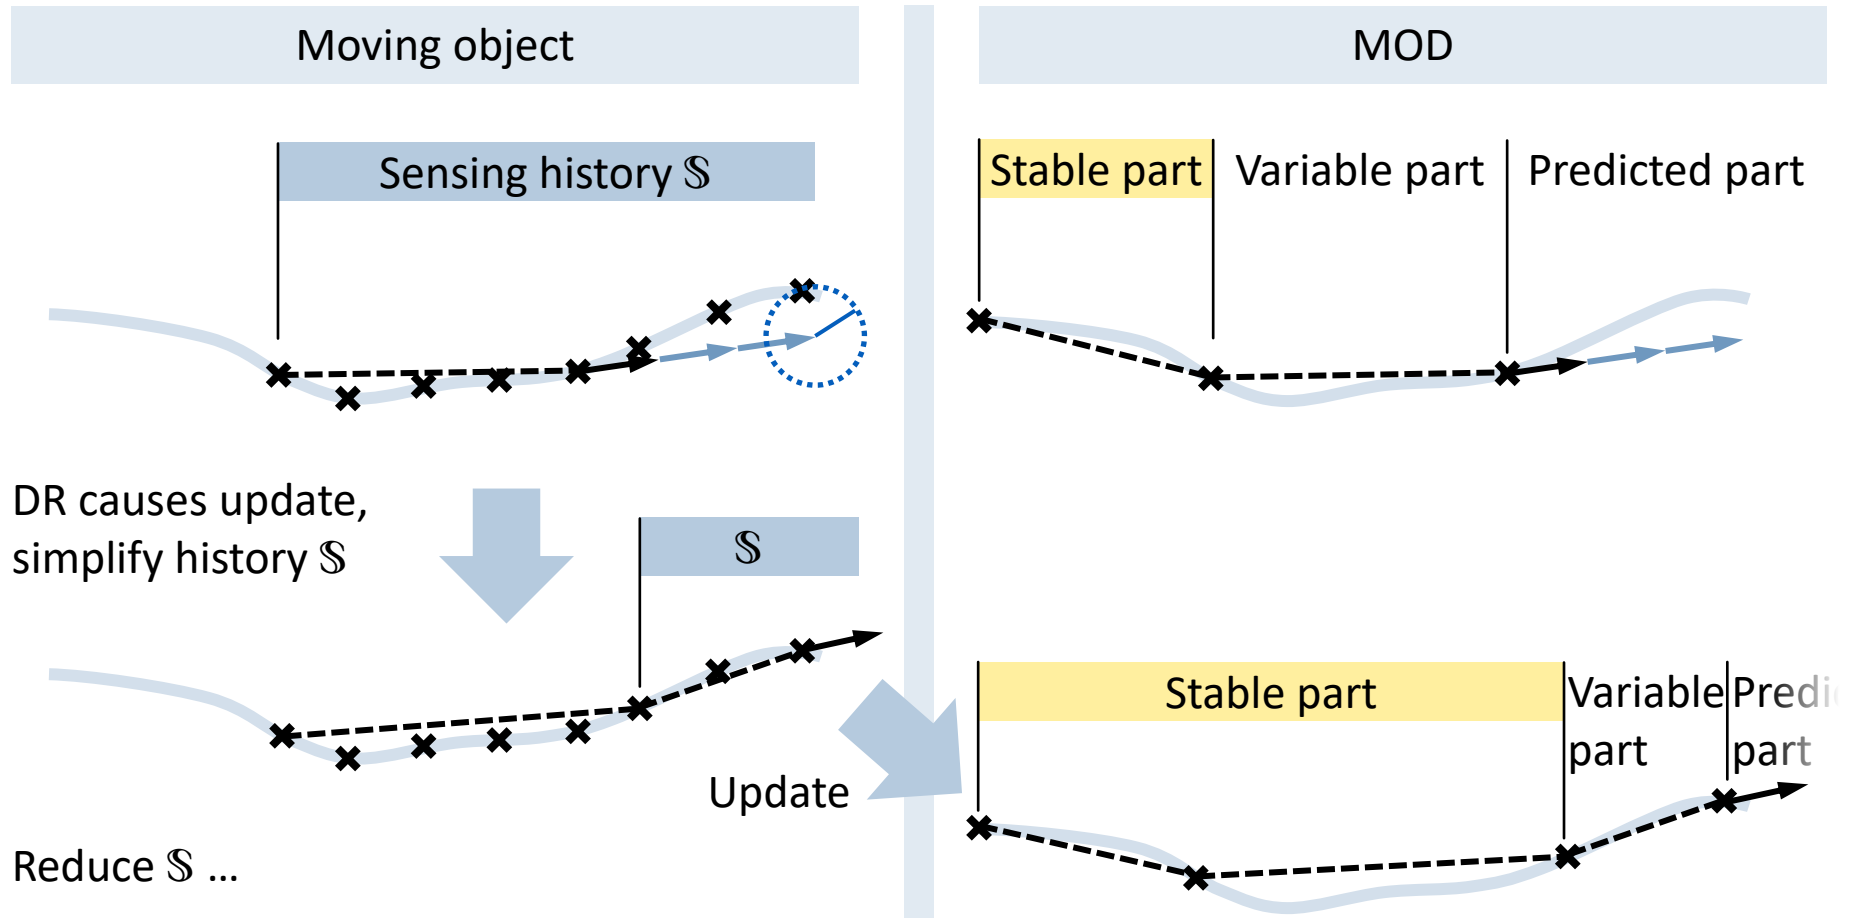 Moving object
MOD
Sensing history 𝕊
Stable part
Variable part
Predicted part
DR causes update,
simplify history 𝕊
𝕊
Stable part
Variable
part
Predi
part
Update
Reduce 𝕊 ...